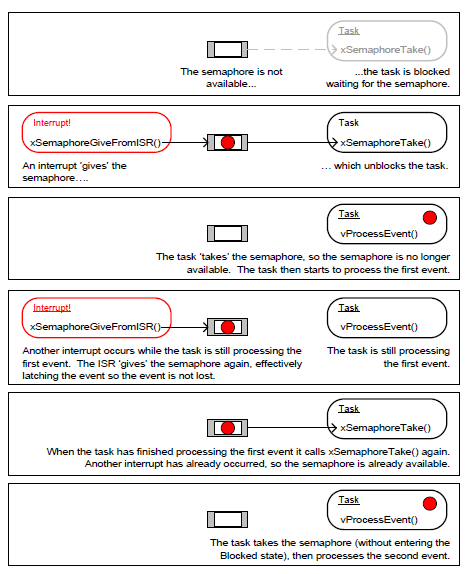 Task
xSemaphoreTake()
The semaphore is not
available...
...the task is blocked
waiting for the semaphore.
Interrupt!
xSemaphoreGiveFromISR()
Task
xSemaphoreTake()
An interrupt 'gives' the
semaphore….
… which unblocks the task.
Task
vProcessEvent()
The task 'takes' the semaphore, so the semaphore is no longer
available. The task then starts to process the first event.
Interrupt!
xSemaphoreGiveFromISR()
Task
vProcessEvent()
Another interrupt occurs while the task is still processing the
first event. The ISR 'gives' the semaphore again, effectively
latching the event so the event is not lost.
The task is still processing
the first event.
Task
xSemaphoreTake()
When the task has finished processing the first event it calls xSemaphoreTake() again.
Another interrupt has already occurred, so the semaphore is already available.
Task
vProcessEvent()
The task takes the semaphore (without entering the
Blocked state), then processes the second event.